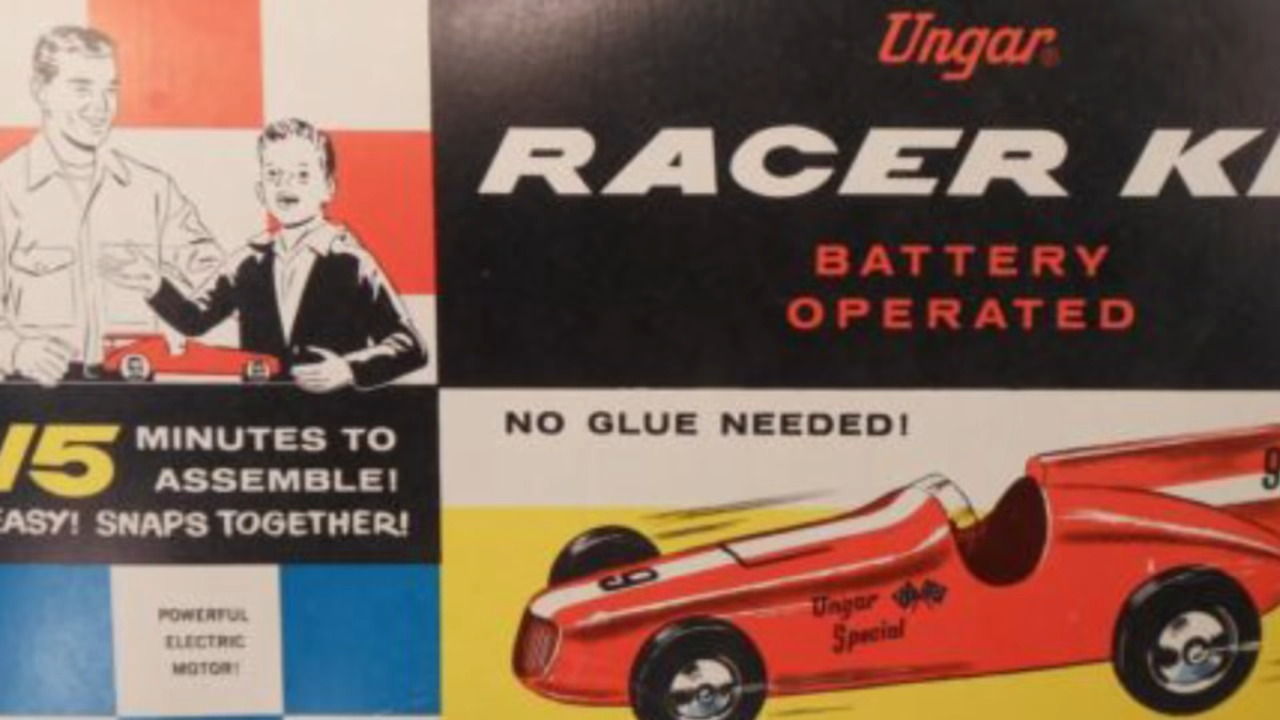 Ungar®
RACER KI
BATTERY
OPERATED
15 MINUTES TO
ASSEMBLE!
EASY! SNAPS TOGETHER!
NO GLUE NEEDED!
9
9
Ungar
Special
POWERFUL
ELECTRIC
MOTOR!